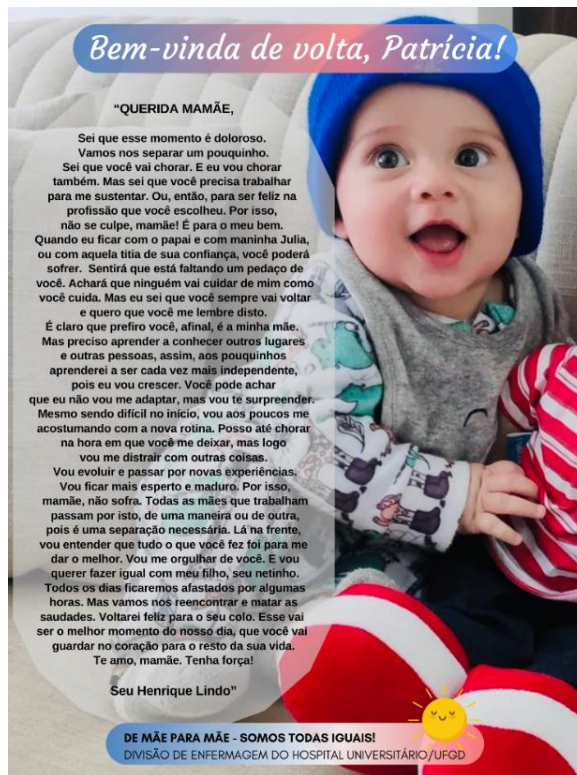 Bem-vinda de volta, Patrícia!
“QUERIDA MAMÃE,
Sei que esse momento é doloroso.
Vamos nos separar um pouquinho.
Sei que você vai chorar. E eu vou chorar
também. Mas sei que você precisa trabalhar
para me sustentar. Ou, então, para ser feliz na
profissão que você escolheu. Por isso,
não se culpe, mamãe! É para o meu bem.
Quando eu ficar com o papai e com maninha Julia,
ou com aquela titia de sua confiança, você poderá
sofrer. Sentirá que está faltando um pedaço de
você. Achará que ninguém vai cuidar de mim como
você cuida. Mas eu sei que você sempre vai voltar
e quero que você me lembre disto.
É claro que prefiro você, afinal, é a minha mãe.
Mas preciso aprender a conhecer outros lugares
e outras pessoas, assim, aos pouquinhos
aprenderei a ser cada vez mais independente,
pois eu vou crescer. Você pode achar
que eu não vou me adaptar, mas vou te surpreender.
Mesmo sendo difícil no início, vou aos poucos me
acostumando com a nova rotina. Posso até chorar
na hora em que você me deixar, mas logo
vou me distrair com outras coisas.
Vou evoluir e passar por novas experiências.
Vou ficar mais esperto e maduro. Por isso,
mamãe, não sofra. Todas as mães que trabalham
passam por isto, de uma maneira ou de outra,
pois é uma separação necessária. Lá na frente,
vou entender que tudo o que você fez foi para me
dar o melhor. Vou me orgulhar de você. E vou
querer fazer igual com meu filho, seu netinho.
Todos os dias ficaremos afastados por algumas
horas. Mas vamos nos reencontrar e matar as
saudades. Voltarei feliz para o seu colo. Esse vai
ser o melhor momento do nosso dia, que você vai
guardar no coração para o resto da sua vida.
Te amo, mamãe. Tenha força!
Seu Henrique Lindo”
DE MÃE PARA MÃE - SOMOS TODAS IGUAIS!
DIVISÃO DE ENFERMAGEM DO HOSPITAL UNIVERSITÁRIO/UFGD